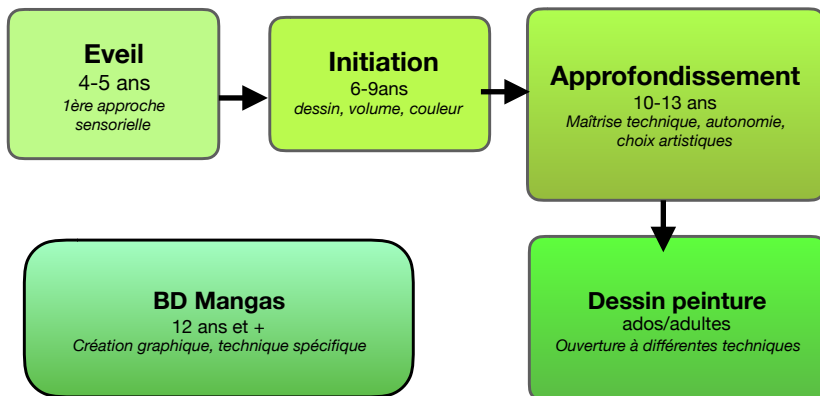 Eveil
4-5 ans
1ère approche
sensorielle
Initiation
6-9ans
dessin, volume, couleur
Approfondissement
10-13 ans
Maîtrise technique, autonomie,
choix artistiques
BD Mangas
12 ans et +
Création graphique, technique spécifique
Dessin peinture
ados/adultes
Ouverture à différentes techniques